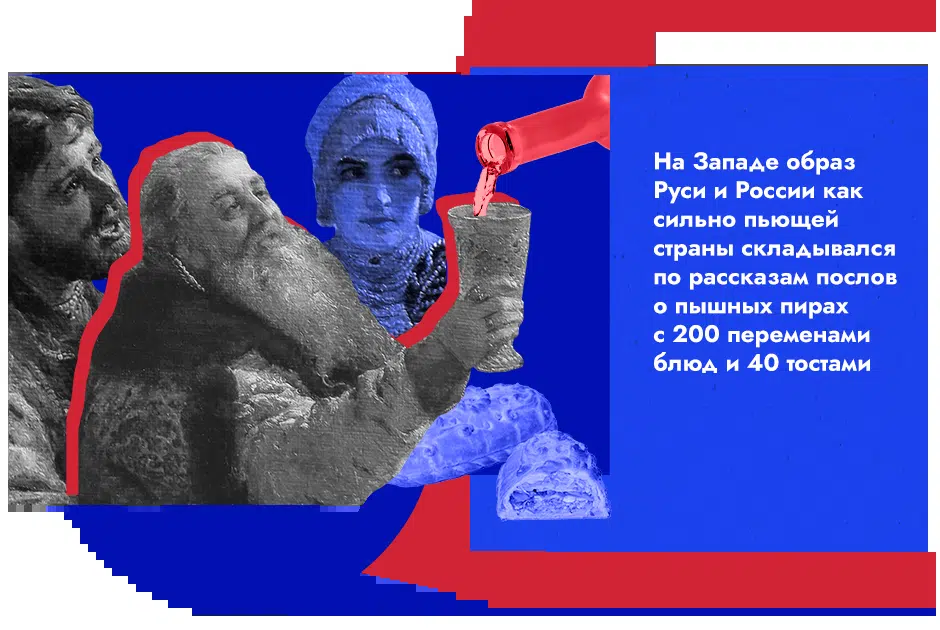 На Западе образ
Руси и России как
сильно пьющей
страны складывался
по рассказам послов
о пышных пирах
с 200 переменами
блюд и 40 тостами